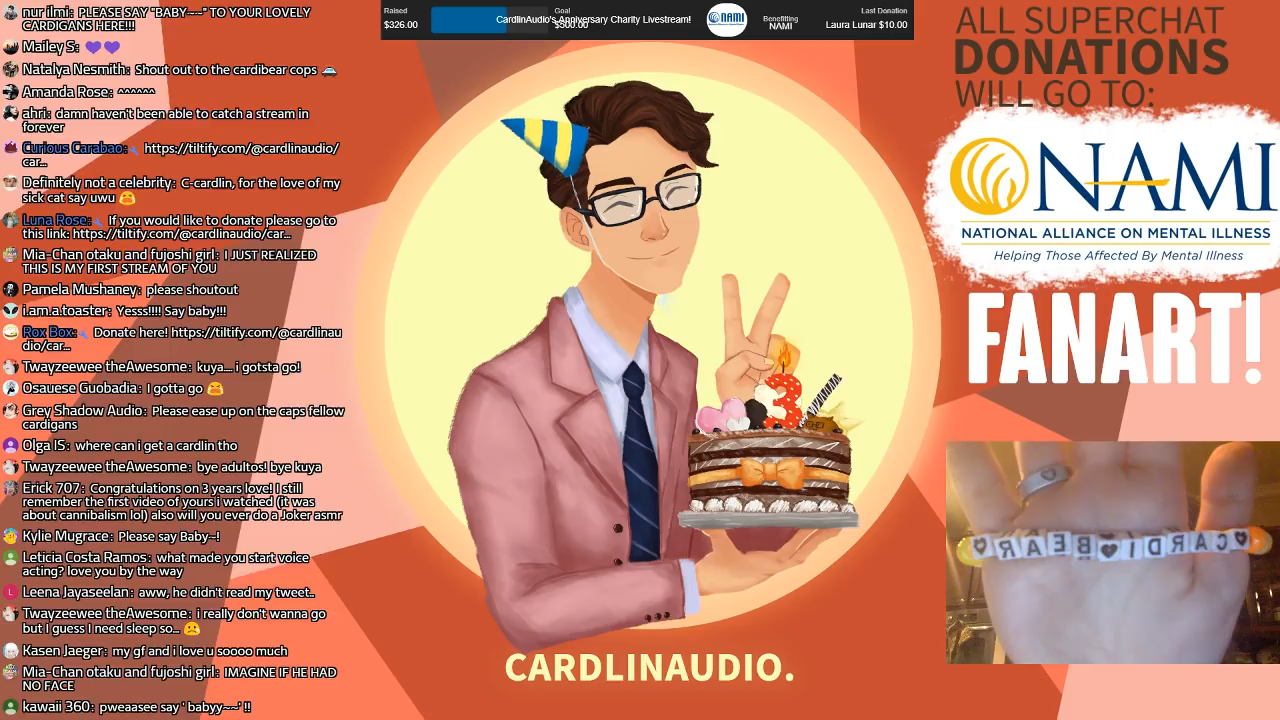 nur ilmi: PLEASE SAY "BABY~~" TO YOUR LOVELY
CARDIGANS HERE!!!
Mailey S: 💜💜
Natalya Nesmith: Shout out to the cardibear cops 🚓
Amanda Rose: ^^^^^^
ahri: damn haven't been able to catch a stream in
forever
Curious Carabao: https://tiltify.com/@cardlinaudio/
car...
Definitely not a celebrity: C-cardlin, for the love of my
sick cat say uwu 😫
Luna Rose: If you would like to donate please go to
this link: https://tiltify.com/@cardlinaudio/car...
Mia-Chan otaku and fujoshi girl: I JUST REALIZED
THIS IS MY FIRST STREAM OF YOU
Pamela Mushaney: please shoutout
i.am.a.toaster: Yesss!!!! Say baby!!!
Rox Box: Donate here! https://tiltify.com/@cardlinau
dio/car...
Twayzeewee theAwesome: kuya.... i gotsta go!
Osauese Guobadia: I gotta go 😫
Grey Shadow Audio: Please ease up on the caps fellow
cardigans
Olga IS: where can i get a cardlin tho
Twayzeewee theAwesome: bye adultos! bye kuya
Erick 707: Congratulations on 3 years love! I still
remember the first video of yours i watched (it was
about cannibalism lol) also will you ever do a Joker asmr
Kylie Mugrace: Please say Baby~!
Leticia Costa Ramos: what made you start voice
acting? love you by the way
Leena Jayaseelan: aww, he didn't read my tweet..
Twayzeewee theAwesome: i really don't wanna go
but I guess I need sleep so... 🙁
Kasen Jaeger: my gf and i love u soooo much
Mia-Chan otaku and fujoshi girl: IMAGINE IF HE HAD
NO FACE
kawaii 360: pweaasee say ' babyy~~' !!
Raised
$326.00
CardlinAudio's Anniversary Charity Livestream!
Goal
$500.00
NAMI
Benefitting
NAMI
Last Donation
Laura Lunar $10.00
3
CARDLINAUDIO.
ALL SUPERCHAT
DONATIONS
WILL GO TO:
NAMI
NATIONAL ALLIANCE ON MENTAL ILLNESS
Helping Those Affected By Mental Illness
FANART!
CARDI♥BEAR